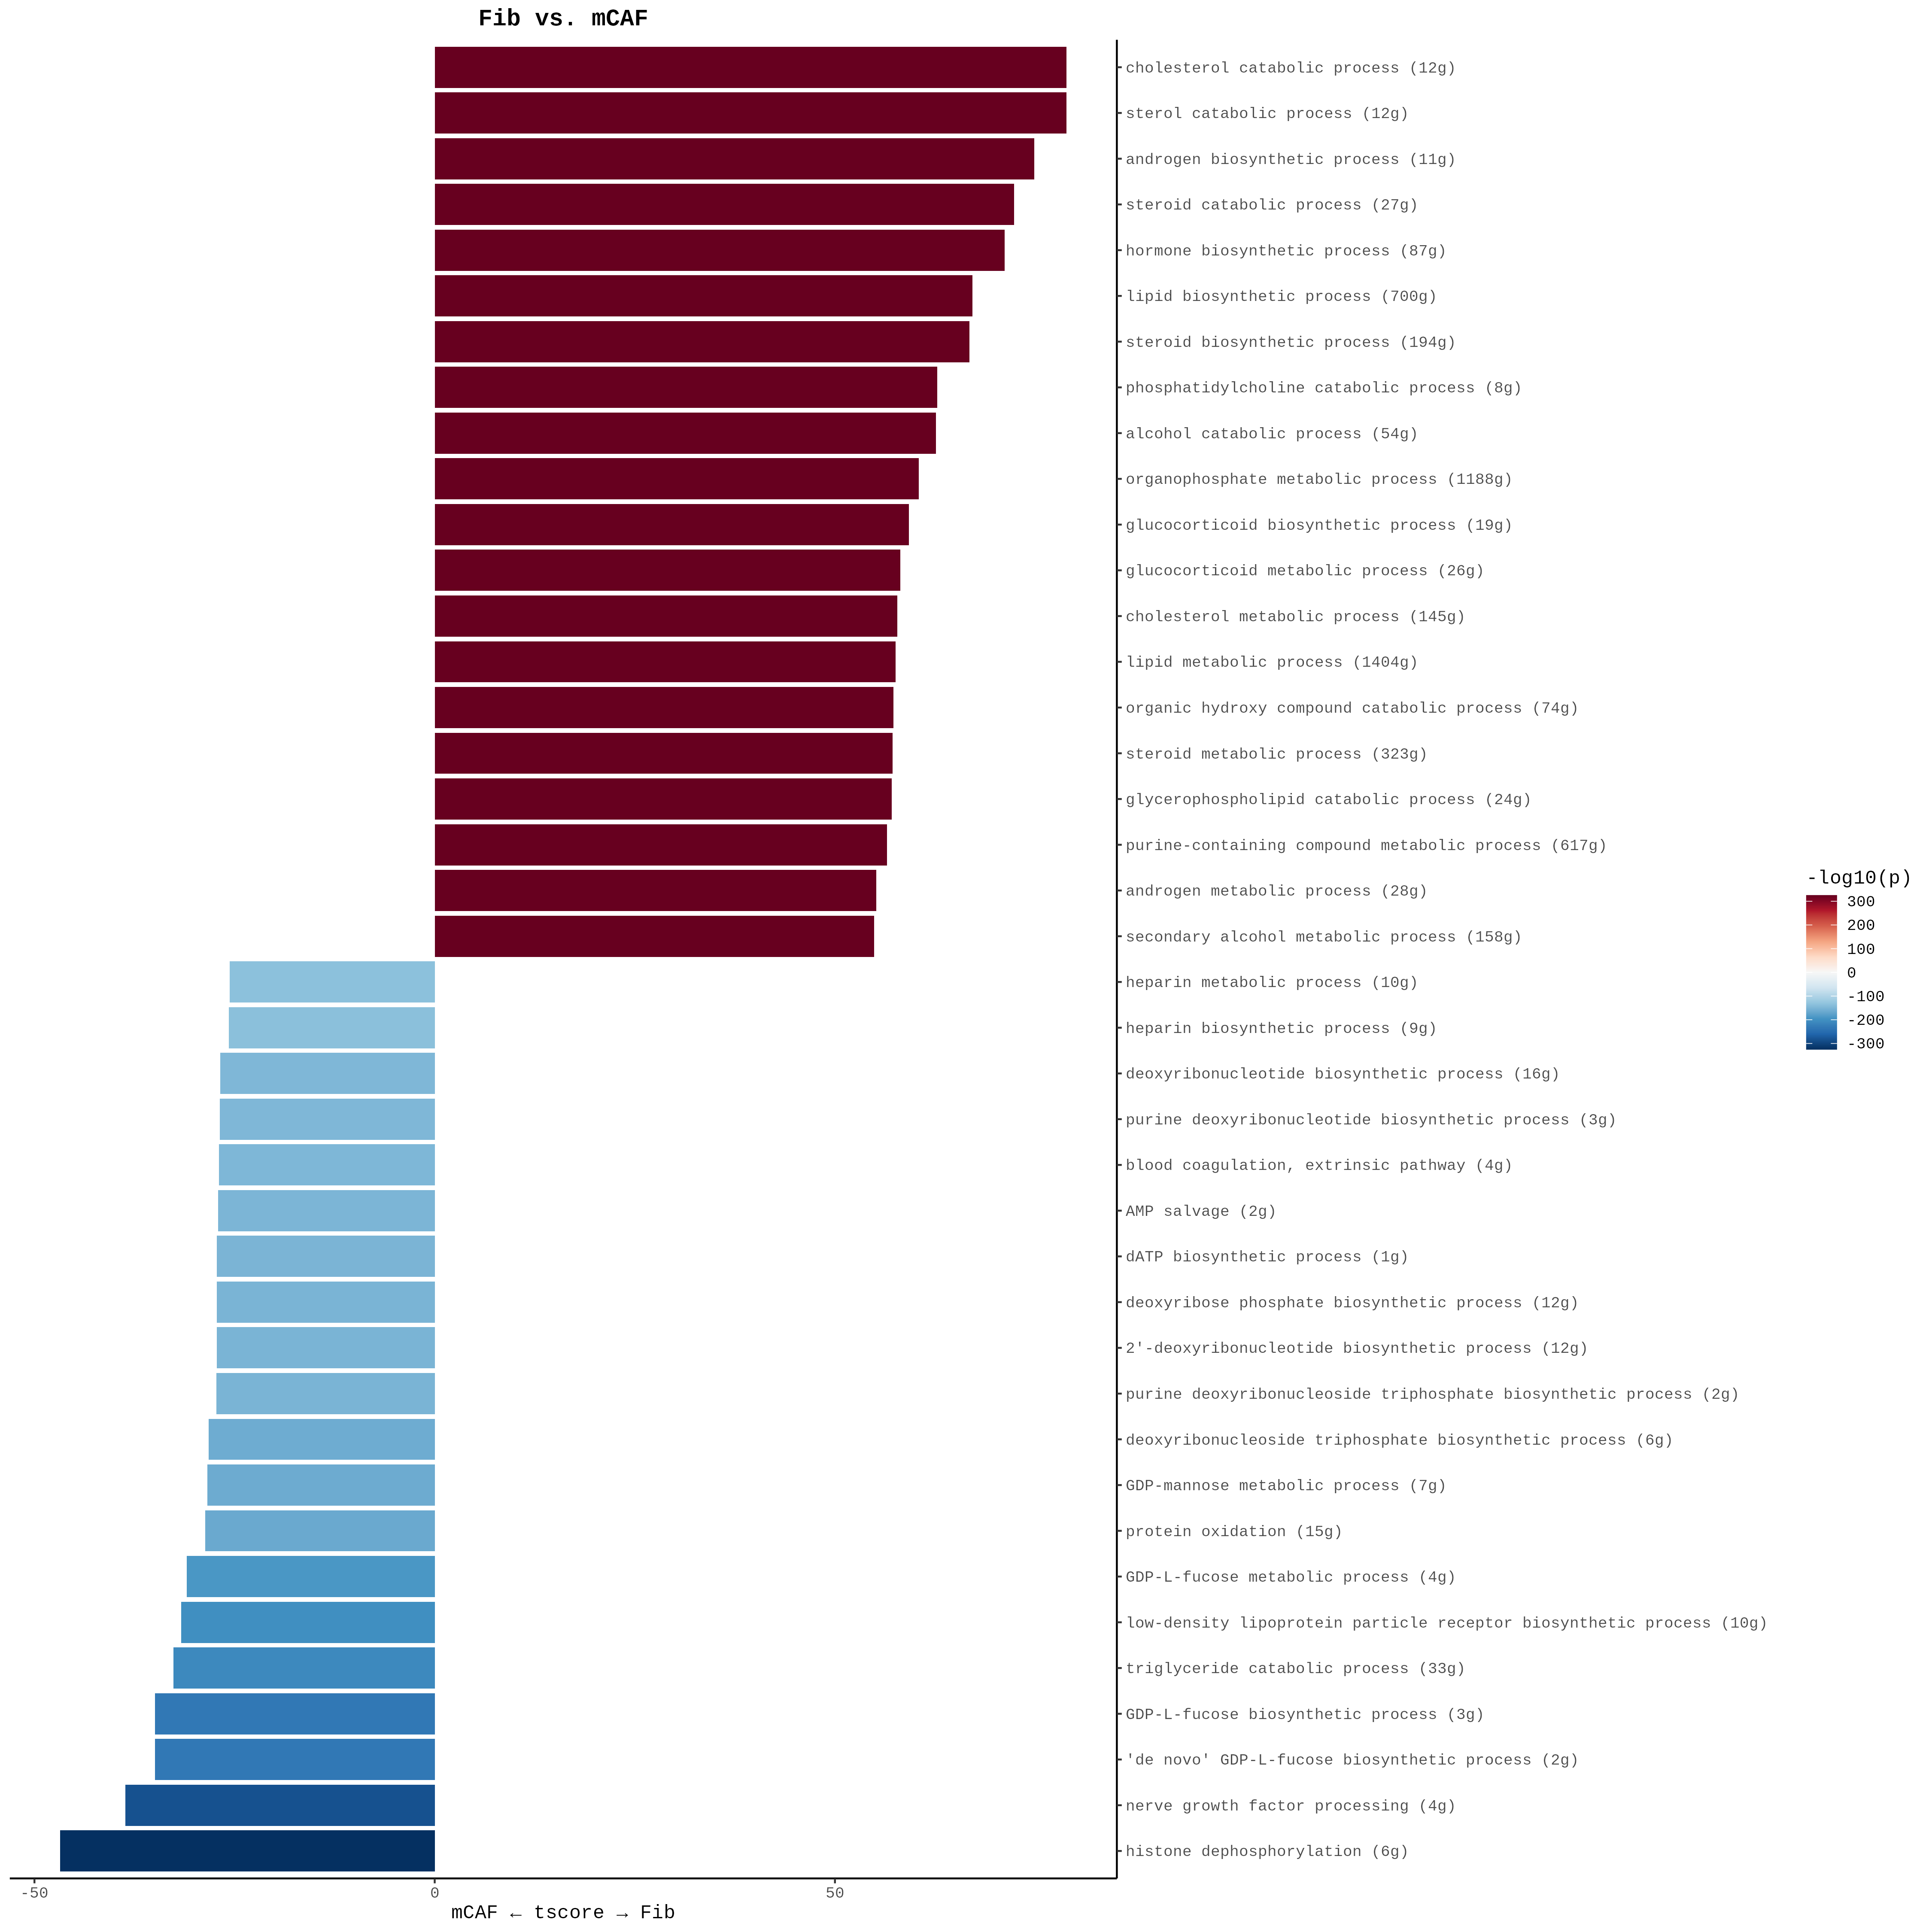 Fib vs. mCAF
cholesterol catabolic process (12g)
sterol catabolic process (12g)
androgen biosynthetic process (11g)
steroid catabolic process (27g)
hormone biosynthetic process (87g)
lipid biosynthetic process (700g)
steroid biosynthetic process (194g)
phosphatidylcholine catabolic process (8g)
alcohol catabolic process (54g)
organophosphate metabolic process (1188g)
glucocorticoid biosynthetic process (19g)
glucocorticoid metabolic process (26g)
cholesterol metabolic process (145g)
lipid metabolic process (1404g)
organic hydroxy compound catabolic process (74g)
steroid metabolic process (323g)
glycerophospholipid catabolic process (24g)
purine-containing compound metabolic process (617g)
androgen metabolic process (28g)
secondary alcohol metabolic process (158g)
heparin metabolic process (10g)
heparin biosynthetic process (9g)
deoxyribonucleotide biosynthetic process (16g)
purine deoxyribonucleotide biosynthetic process (3g)
blood coagulation, extrinsic pathway (4g)
AMP salvage (2g)
dATP biosynthetic process (1g)
deoxyribose phosphate biosynthetic process (12g)
2'-deoxyribonucleotide biosynthetic process (12g)
purine deoxyribonucleoside triphosphate biosynthetic process (2g)
deoxyribonucleoside triphosphate biosynthetic process (6g)
GDP-mannose metabolic process (7g)
protein oxidation (15g)
GDP-L-fucose metabolic process (4g)
low-density lipoprotein particle receptor biosynthetic process (10g)
triglyceride catabolic process (33g)
GDP-L-fucose biosynthetic process (3g)
'de novo' GDP-L-fucose biosynthetic process (2g)
nerve growth factor processing (4g)
histone dephosphorylation (6g)
-50 0 50
mCAF ← tscore → Fib
-log10(p)
300
200
100
0
-100
-200
-300